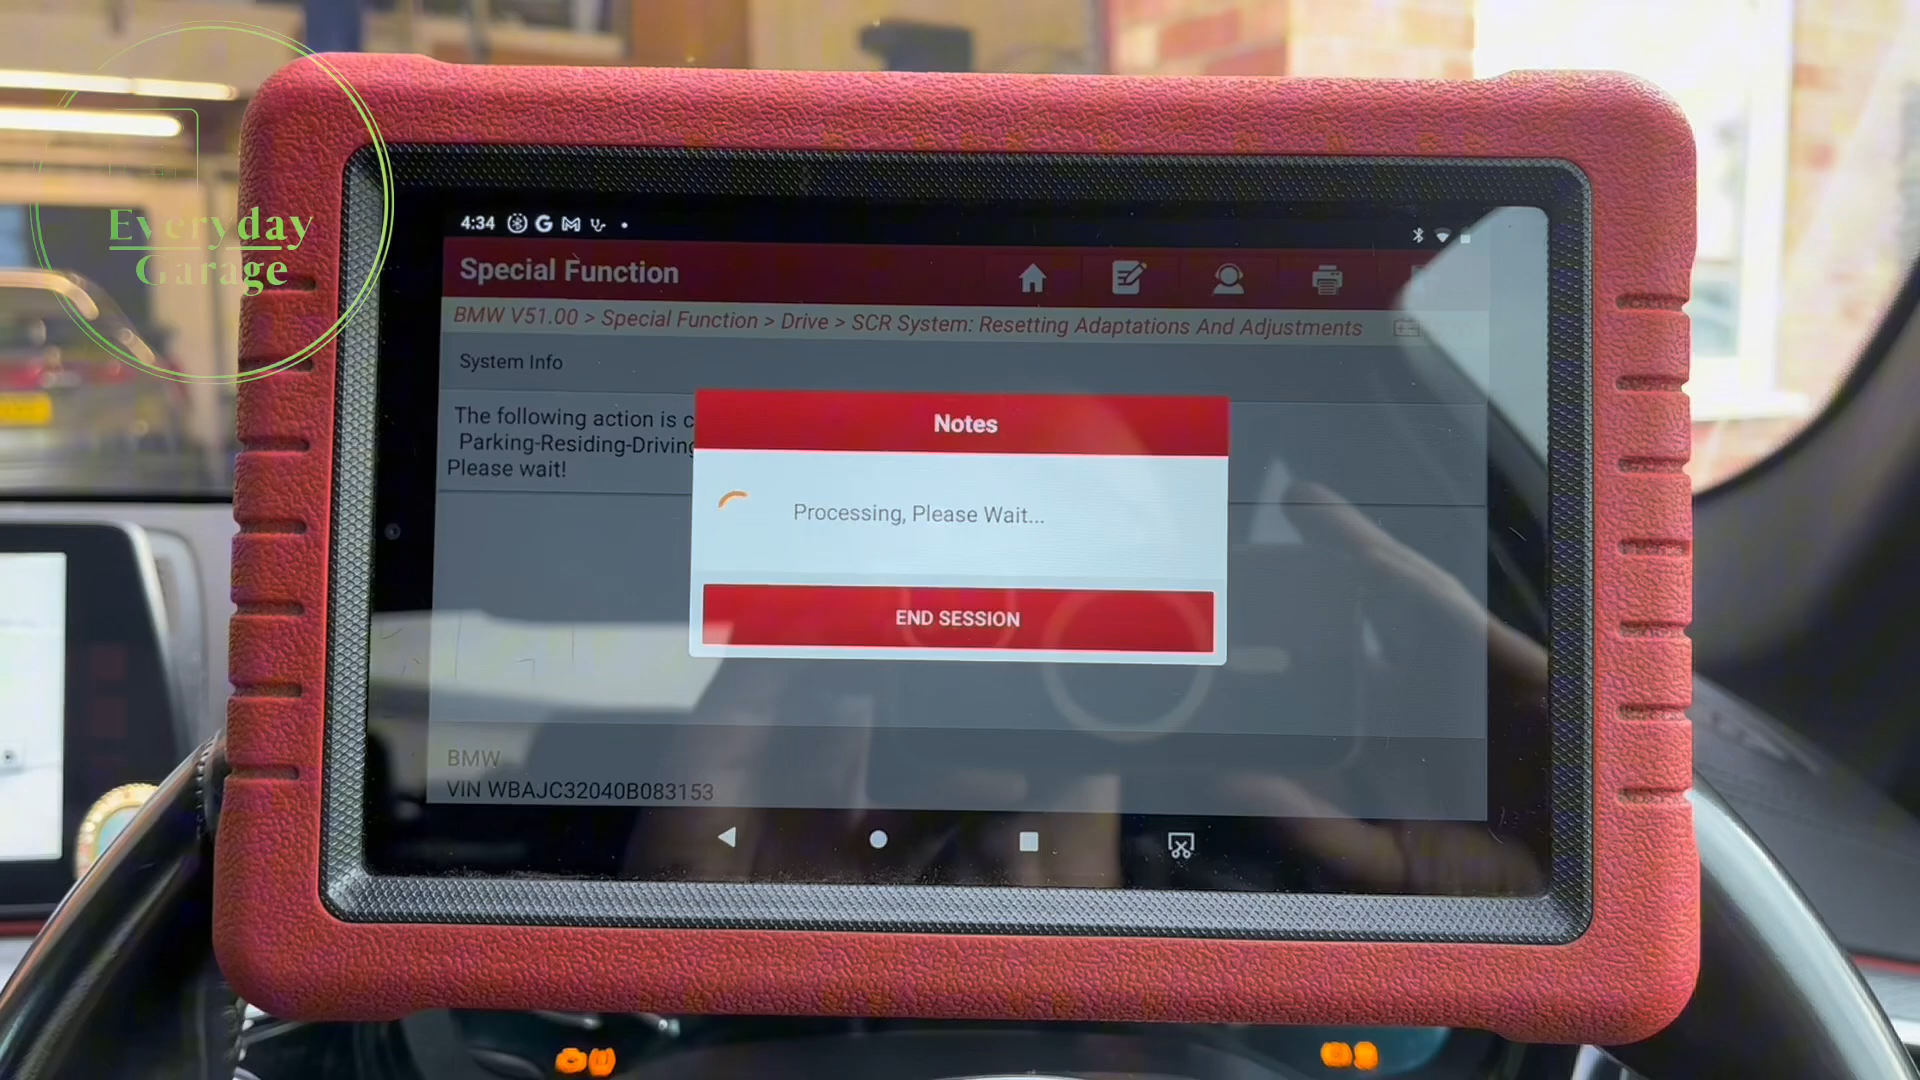 Everyday
Garage
4:34
Special Function
BMW V51.00 > Special Function > Drive > SCR System: Resetting Adaptations And Adjustments
System Info
The following action is c
Parking-Residing-Driving
Please wait!
Notes
Processing, Please Wait...
END SESSION
BMW
VIN WBAJC32040B083153